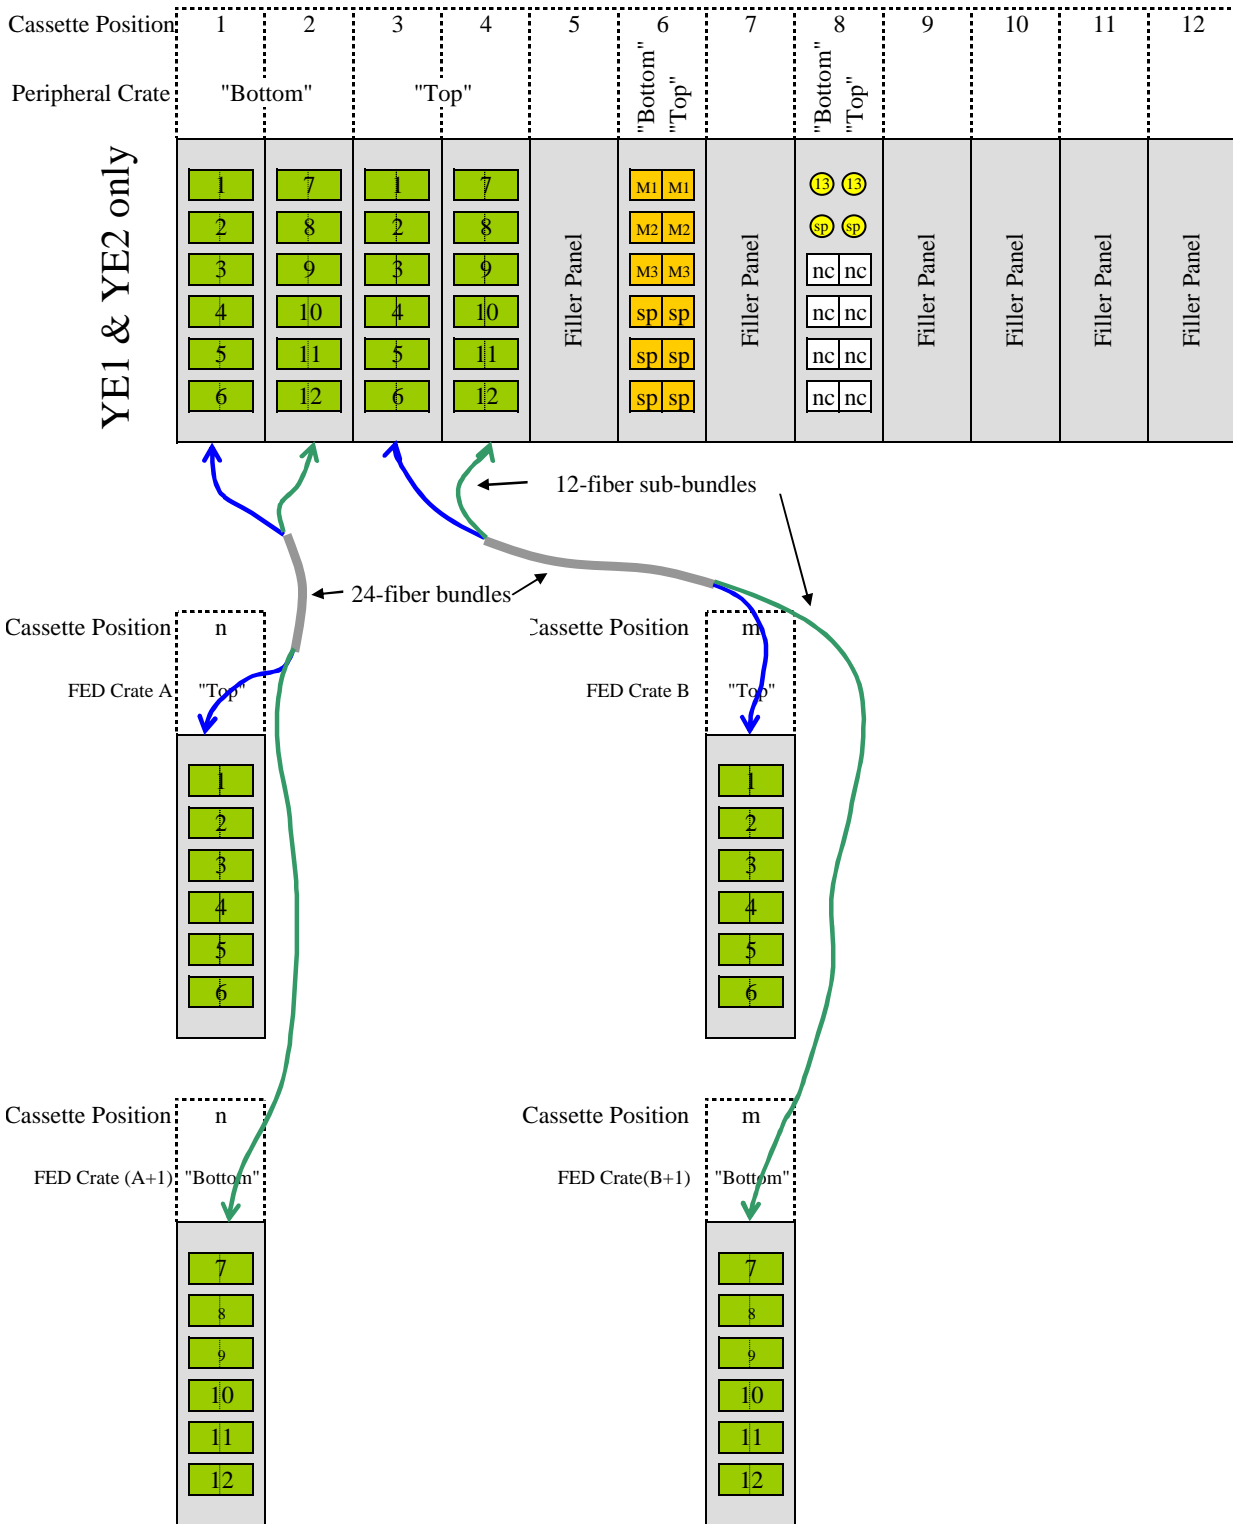 Cassette Position 1 2 3 4 5 6 7 8 9 10 11 12
Peripheral Crate "Bottom" "Top" "Bottom" "Top" "Bottom" "Top"
YE1 & YE2 only
1 7 1 7 M1 M1 13 13
2 8 2 8 M2 M2 sp sp
3 9 3 9 M3 M3 nc nc
4 10 4 10 sp sp nc nc
5 11 5 11 sp sp nc nc
6 12 6 12 sp sp nc nc
Filler Panel
Filler Panel
Filler Panel
Filler Panel
Filler Panel
Filler Panel
12-fiber sub-bundles
24-fiber bundles
Cassette Position n
FED Crate A "Top"
1
2
3
4
5
6
Cassette Position m
FED Crate B "Top"
1
2
3
4
5
6
Cassette Position n
FED Crate (A+1) "Bottom"
7
8
9
10
11
12
Cassette Position m
FED Crate(B+1) "Bottom"
7
8
9
10
11
12